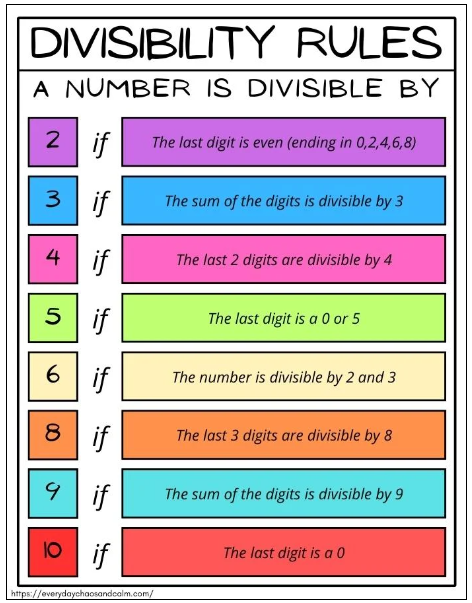 DIVISIBILITY RULES
A NUMBER IS DIVISIBLE BY
2 if The last digit is even (ending in 0,2,4,6,8)
3 if The sum of the digits is divisible by 3
4 if The last 2 digits are divisible by 4
5 if The last digit is a 0 or 5
6 if The number is divisible by 2 and 3
8 if The last 3 digits are divisible by 8
9 if The sum of the digits is divisible by 9
10 if The last digit is a 0
https://everydaychaosandcalm.com/